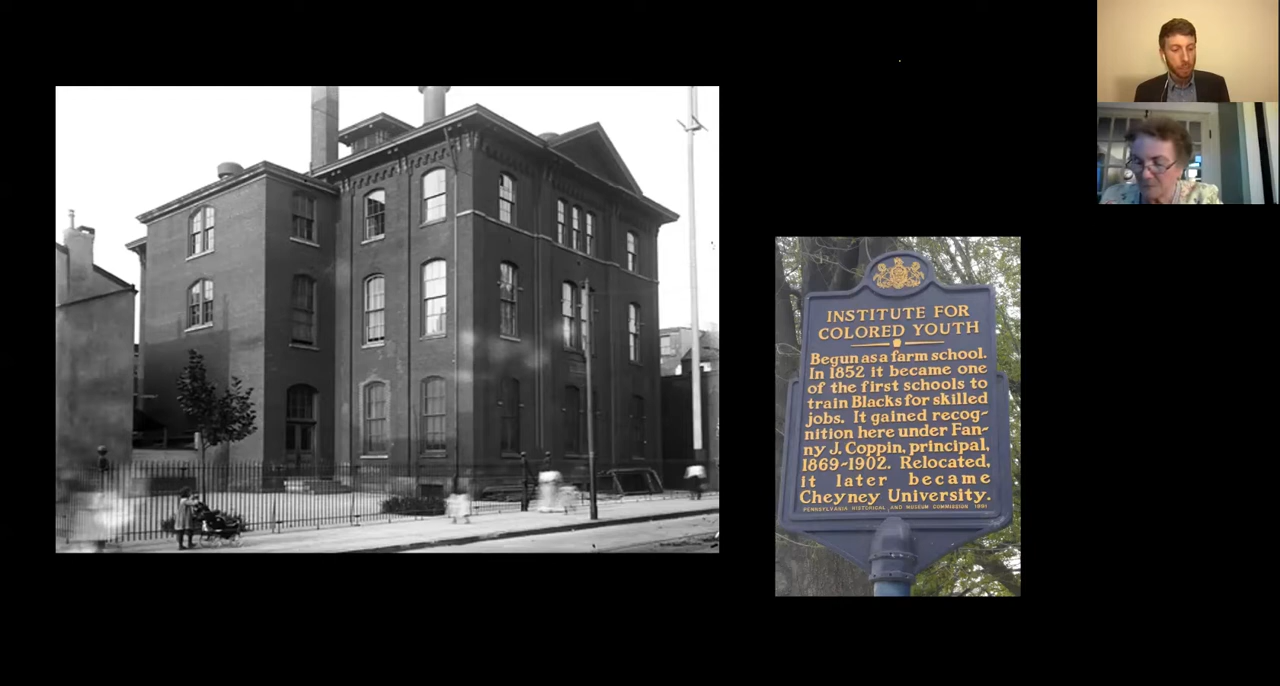 INSTITUTE FOR
COLORED YOUTH
Begun as a farm school.
In 1852 it became one
of the first schools to
train Blacks for skilled
jobs. It gained recog-
nition here under Fan-
ny J. Coppin, principal,
1869-1902. Relocated,
it later became
Cheyney University.
PENNSYLVANIA HISTORICAL AND MUSEUM COMMISSION 1991